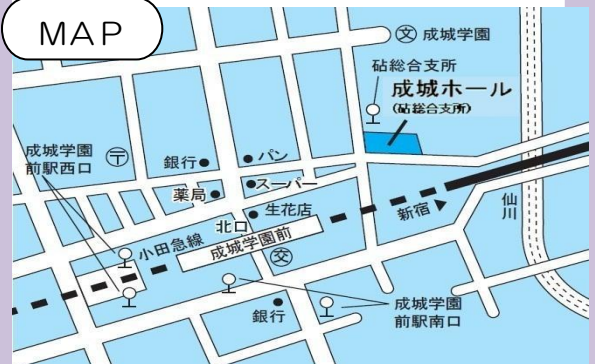 MAP
文 成城学園
砧総合支所
成城ホール
(砧総合支所)
成城学園
前駅西口
〒
銀行
パン
薬局
スーパー
生花店
北口
小田急線
成城学園前
交
新宿
仙川
銀行
成城学園
前駅南口